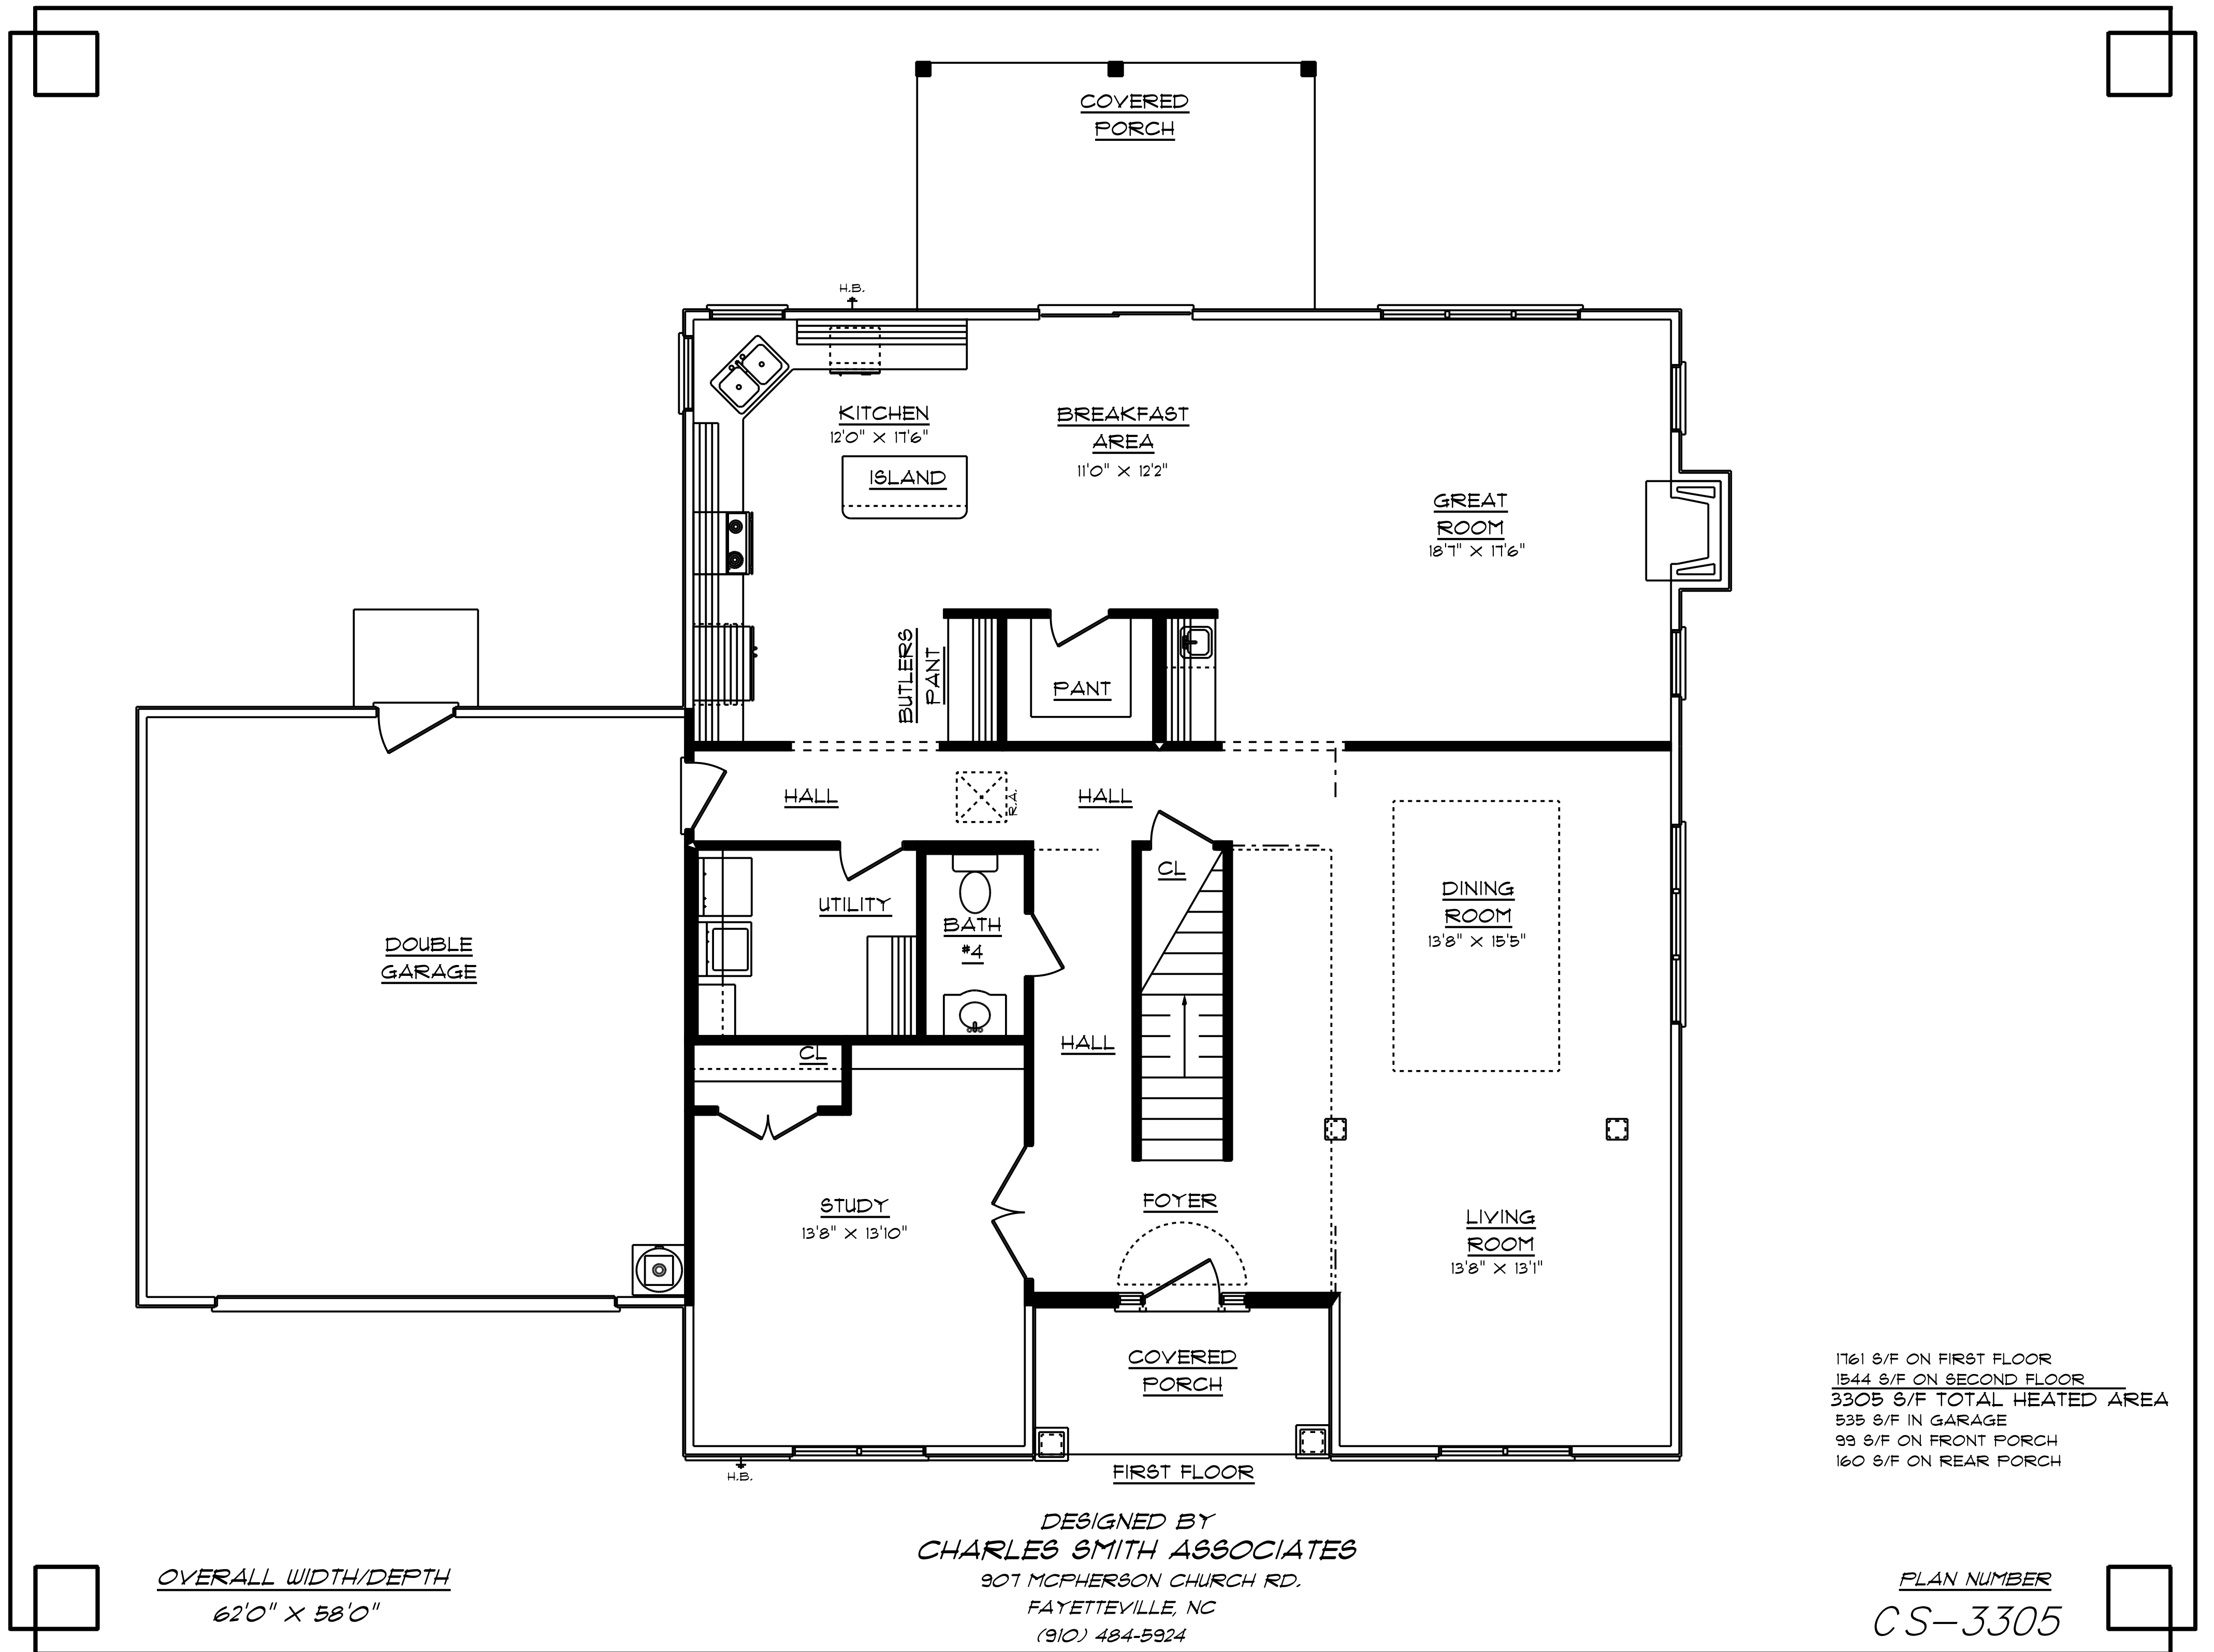 COVERED
PORCH
H.B.
KITCHEN
12'0" X 17'6"
BREAKFAST
AREA
11'0" X 12'2"
ISLAND
GREAT
ROOM
18'7" X 17'6"
BUTLERS
PANT
PANT
HALL
R.A.
HALL
CL
UTILITY
BATH
#4
DINING
ROOM
13'8" X 15'5"
DOUBLE
GARAGE
HALL
CL
STUDY
13'8" X 13'10"
FOYER
LIVING
ROOM
13'8" X 13'1"
COVERED
PORCH
H.B.
FIRST FLOOR
1761 S/F ON FIRST FLOOR
1544 S/F ON SECOND FLOOR
3305 S/F TOTAL HEATED AREA
535 S/F IN GARAGE
99 S/F ON FRONT PORCH
160 S/F ON REAR PORCH
OVERALL WIDTH/DEPTH
62'0" X 58'0"
DESIGNED BY
CHARLES SMITH ASSOCIATES
907 MCPHERSON CHURCH RD.
FAYETTEVILLE, NC
(910) 484-5924
PLAN NUMBER
CS-3305